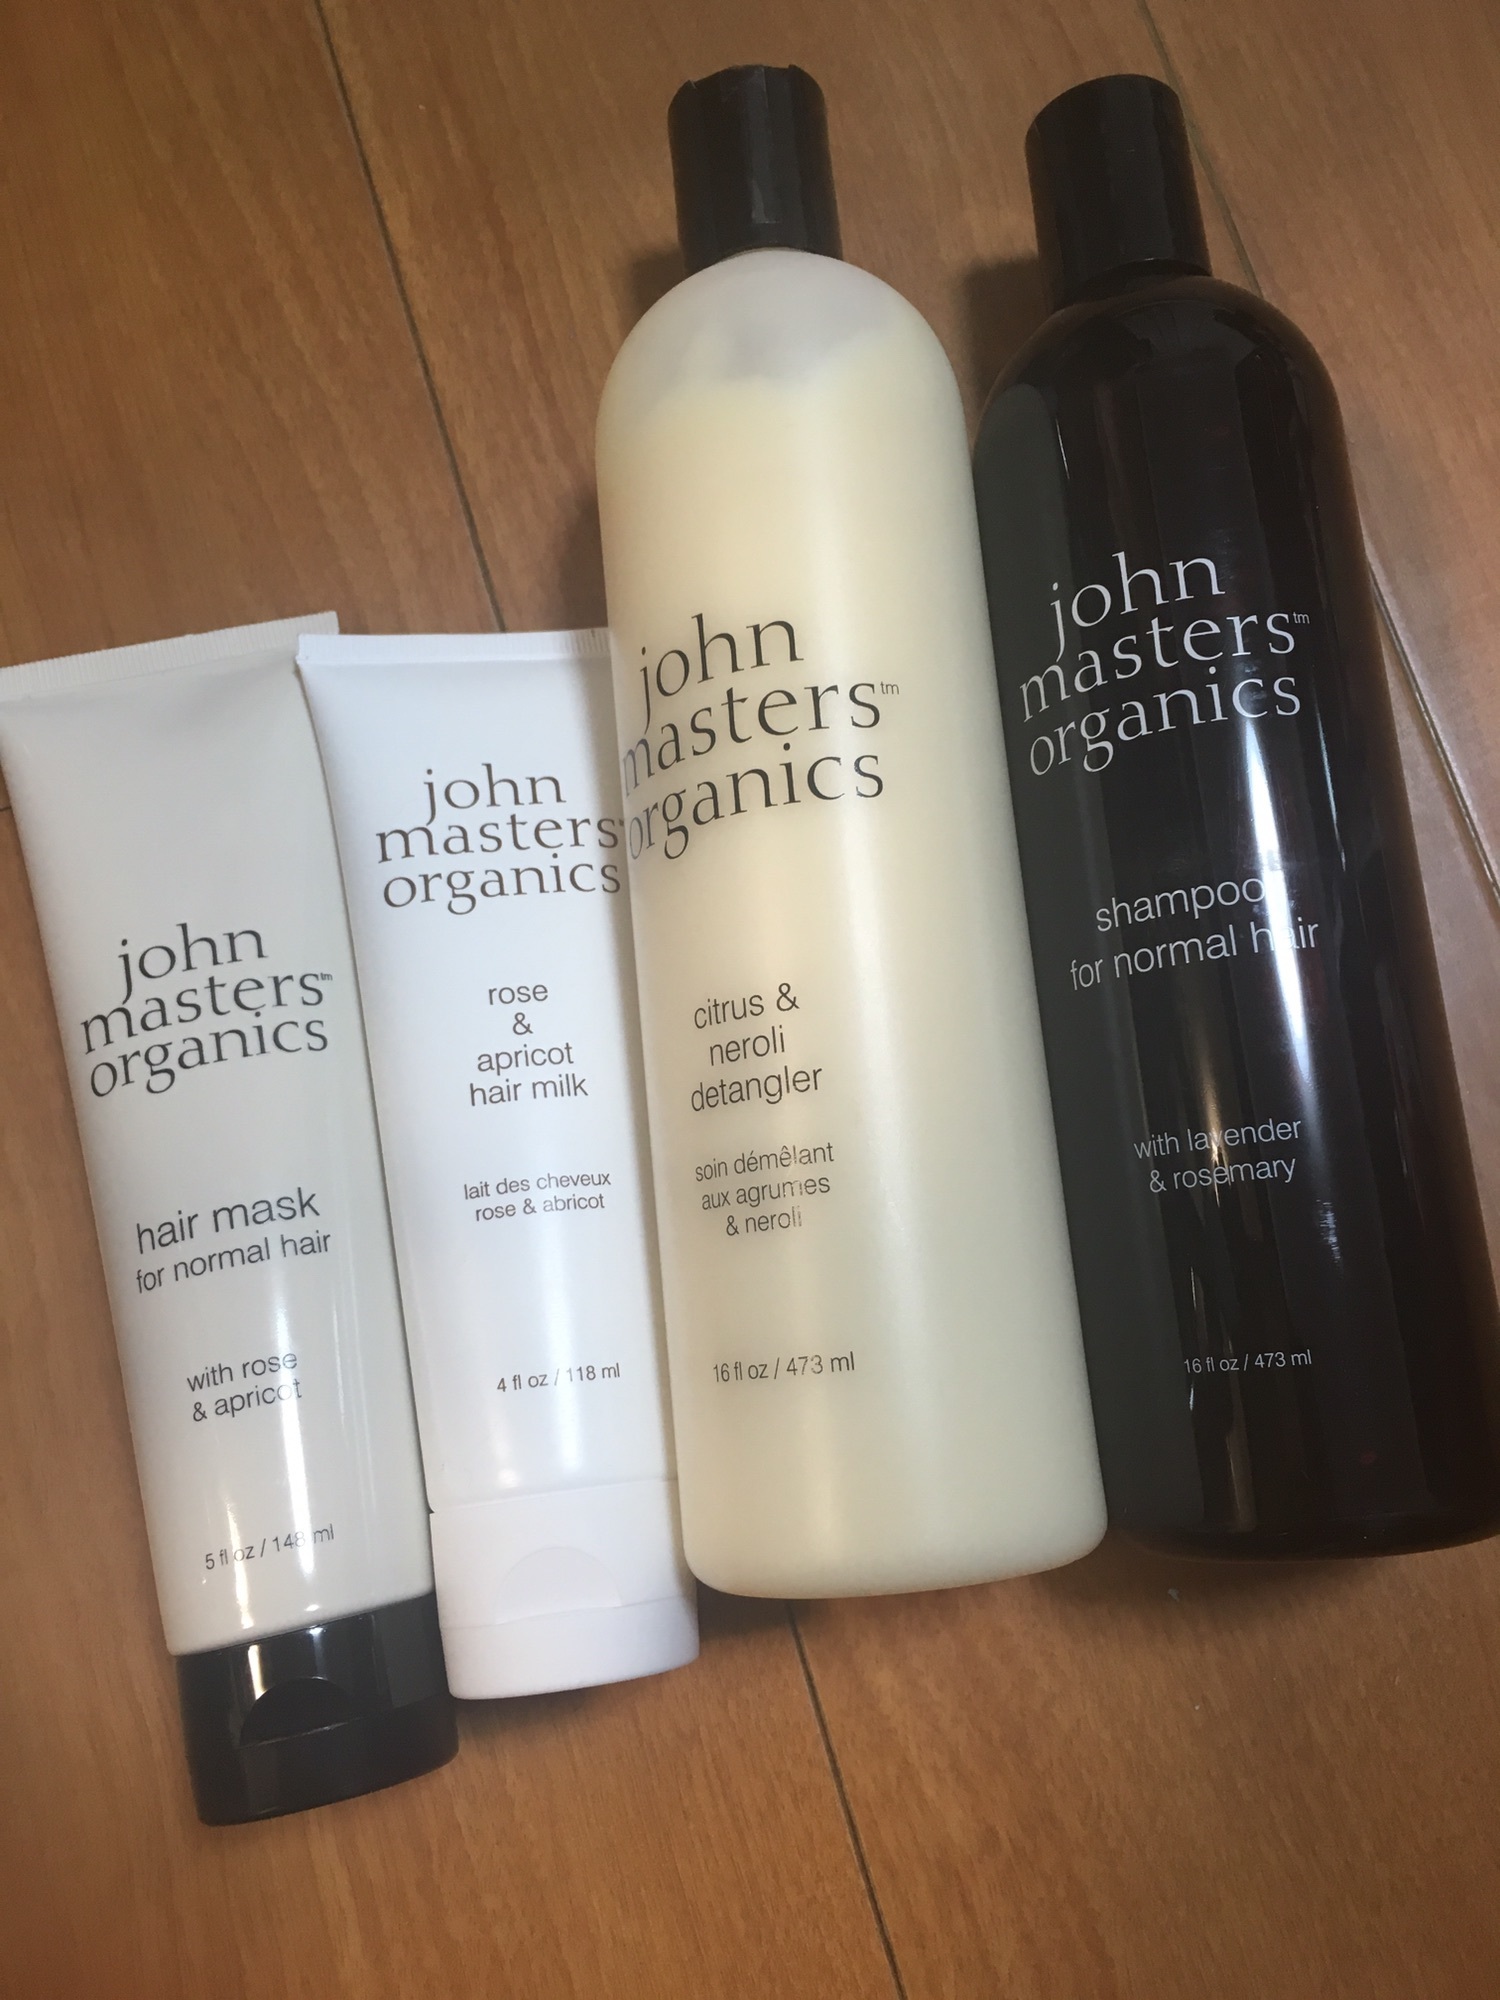 john
masters™
organics
hair mask
for normal hair
with rose
& apricot
5 fl oz / 148 ml
john
masters
organics
rose
&
apricot
hair milk
lait des cheveux
rose & abricot
4 fl oz / 118 ml
john
masters™
organics
citrus &
neroli
detangler
soin démêlant
aux agrumes
& neroli
16 fl oz / 473 ml
john
masters™
organics
shampoo
for normal hair
with lavender
& rosemary
16 fl oz / 473 ml